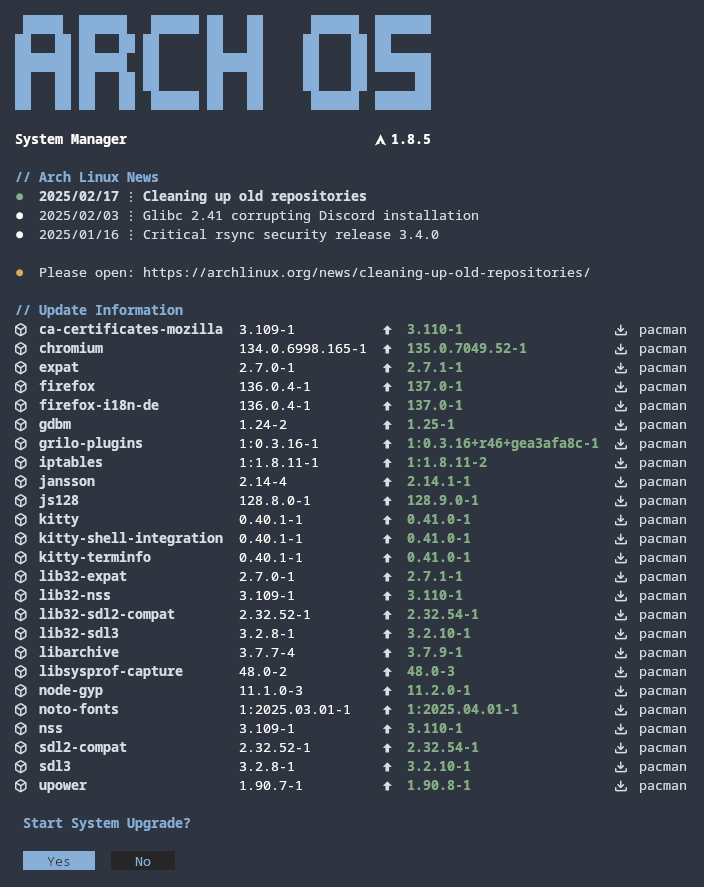 ARCH OS
System Manager 1.8.5
// Arch Linux News
● 2025/02/17 ⋮ Cleaning up old repositories
● 2025/02/03 ⋮ Glibc 2.41 corrupting Discord installation
● 2025/01/16 ⋮ Critical rsync security release 3.4.0
● Please open: https://archlinux.org/news/cleaning-up-old-repositories/
// Update Information
ca-certificates-mozilla 3.109-1 3.110-1 pacman
chromium 134.0.6998.165-1 135.0.7049.52-1 pacman
expat 2.7.0-1 2.7.1-1 pacman
firefox 136.0.4-1 137.0-1 pacman
firefox-i18n-de 136.0.4-1 137.0-1 pacman
gdbm 1.24-2 1.25-1 pacman
grilo-plugins 1:0.3.16-1 1:0.3.16+r46+gea3afa8c-1 pacman
iptables 1:1.8.11-1 1:1.8.11-2 pacman
jansson 2.14-4 2.14.1-1 pacman
js128 128.8.0-1 128.9.0-1 pacman
kitty 0.40.1-1 0.41.0-1 pacman
kitty-shell-integration 0.40.1-1 0.41.0-1 pacman
kitty-terminfo 0.40.1-1 0.41.0-1 pacman
lib32-expat 2.7.0-1 2.7.1-1 pacman
lib32-nss 3.109-1 3.110-1 pacman
lib32-sdl2-compat 2.32.52-1 2.32.54-1 pacman
lib32-sdl3 3.2.8-1 3.2.10-1 pacman
libarchive 3.7.7-4 3.7.9-1 pacman
libsysprof-capture 48.0-2 48.0-3 pacman
node-gyp 11.1.0-3 11.2.0-1 pacman
noto-fonts 1:2025.03.01-1 1:2025.04.01-1 pacman
nss 3.109-1 3.110-1 pacman
sdl2-compat 2.32.52-1 2.32.54-1 pacman
sdl3 3.2.8-1 3.2.10-1 pacman
upower 1.90.7-1 1.90.8-1 pacman
Start System Upgrade?
Yes No